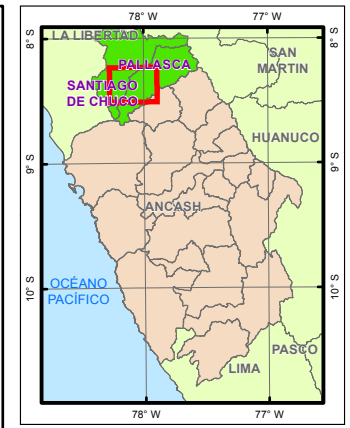 78° W 77° W
8° S 8° S
LA LIBERTAD
SAN
MARTIN
PALLASCA
SANTIAGO
DE CHUCO
HUANUCO
9° S 9° S
ANCASH
OCÉANO
PACÍFICO
10° S 10° S
PASCO
LIMA
78° W 77° W